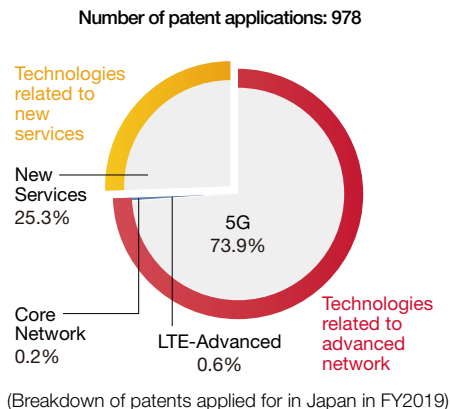 Number of patent applications: 978
Technologies
related to
new
services
New
Services
25.3%
5G
73.9%
Core
Network
0.2%
LTE-Advanced
0.6%
Technologies
related to
advanced
network
(Breakdown of patents applied for in Japan in FY2019)